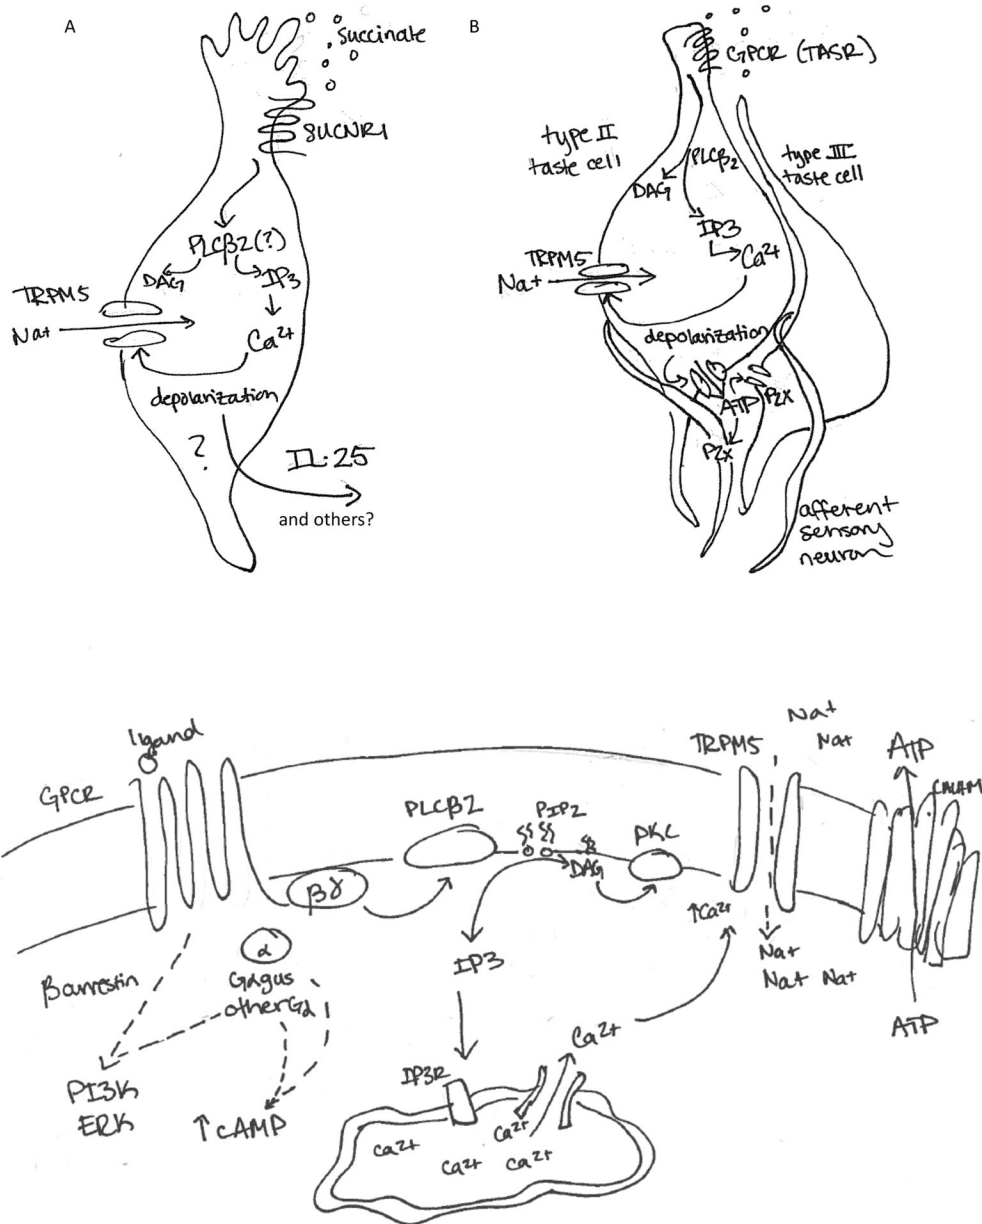 A
succinate
SUCNR1
PLCβ2(?)
DAG
IP3
TRPM5
Na+
Ca2+
depolarization
?
IL-25
and others?
B
GPCR (TASR)
type II
taste cell
type III
taste cell
PLCβ2
DAG
IP3
TRPM5
Ca2+
Na+
depolarization
ATP
P2X
P2X
afferent
sensory
neuron
ligand
GPCR
PLCβ2
PIP2
DAG
PKC
TRPM5
Na+
Na+
ATP
CALHM
βγ
α
↑Ca2+
Na+
Na+ Na+
ATP
βarrestin
Gαgus
other Gα
IP3
PI3K
ERK
↑cAMP
IP3R
Ca2+
Ca2+
Ca2+
Ca2+
Ca2+